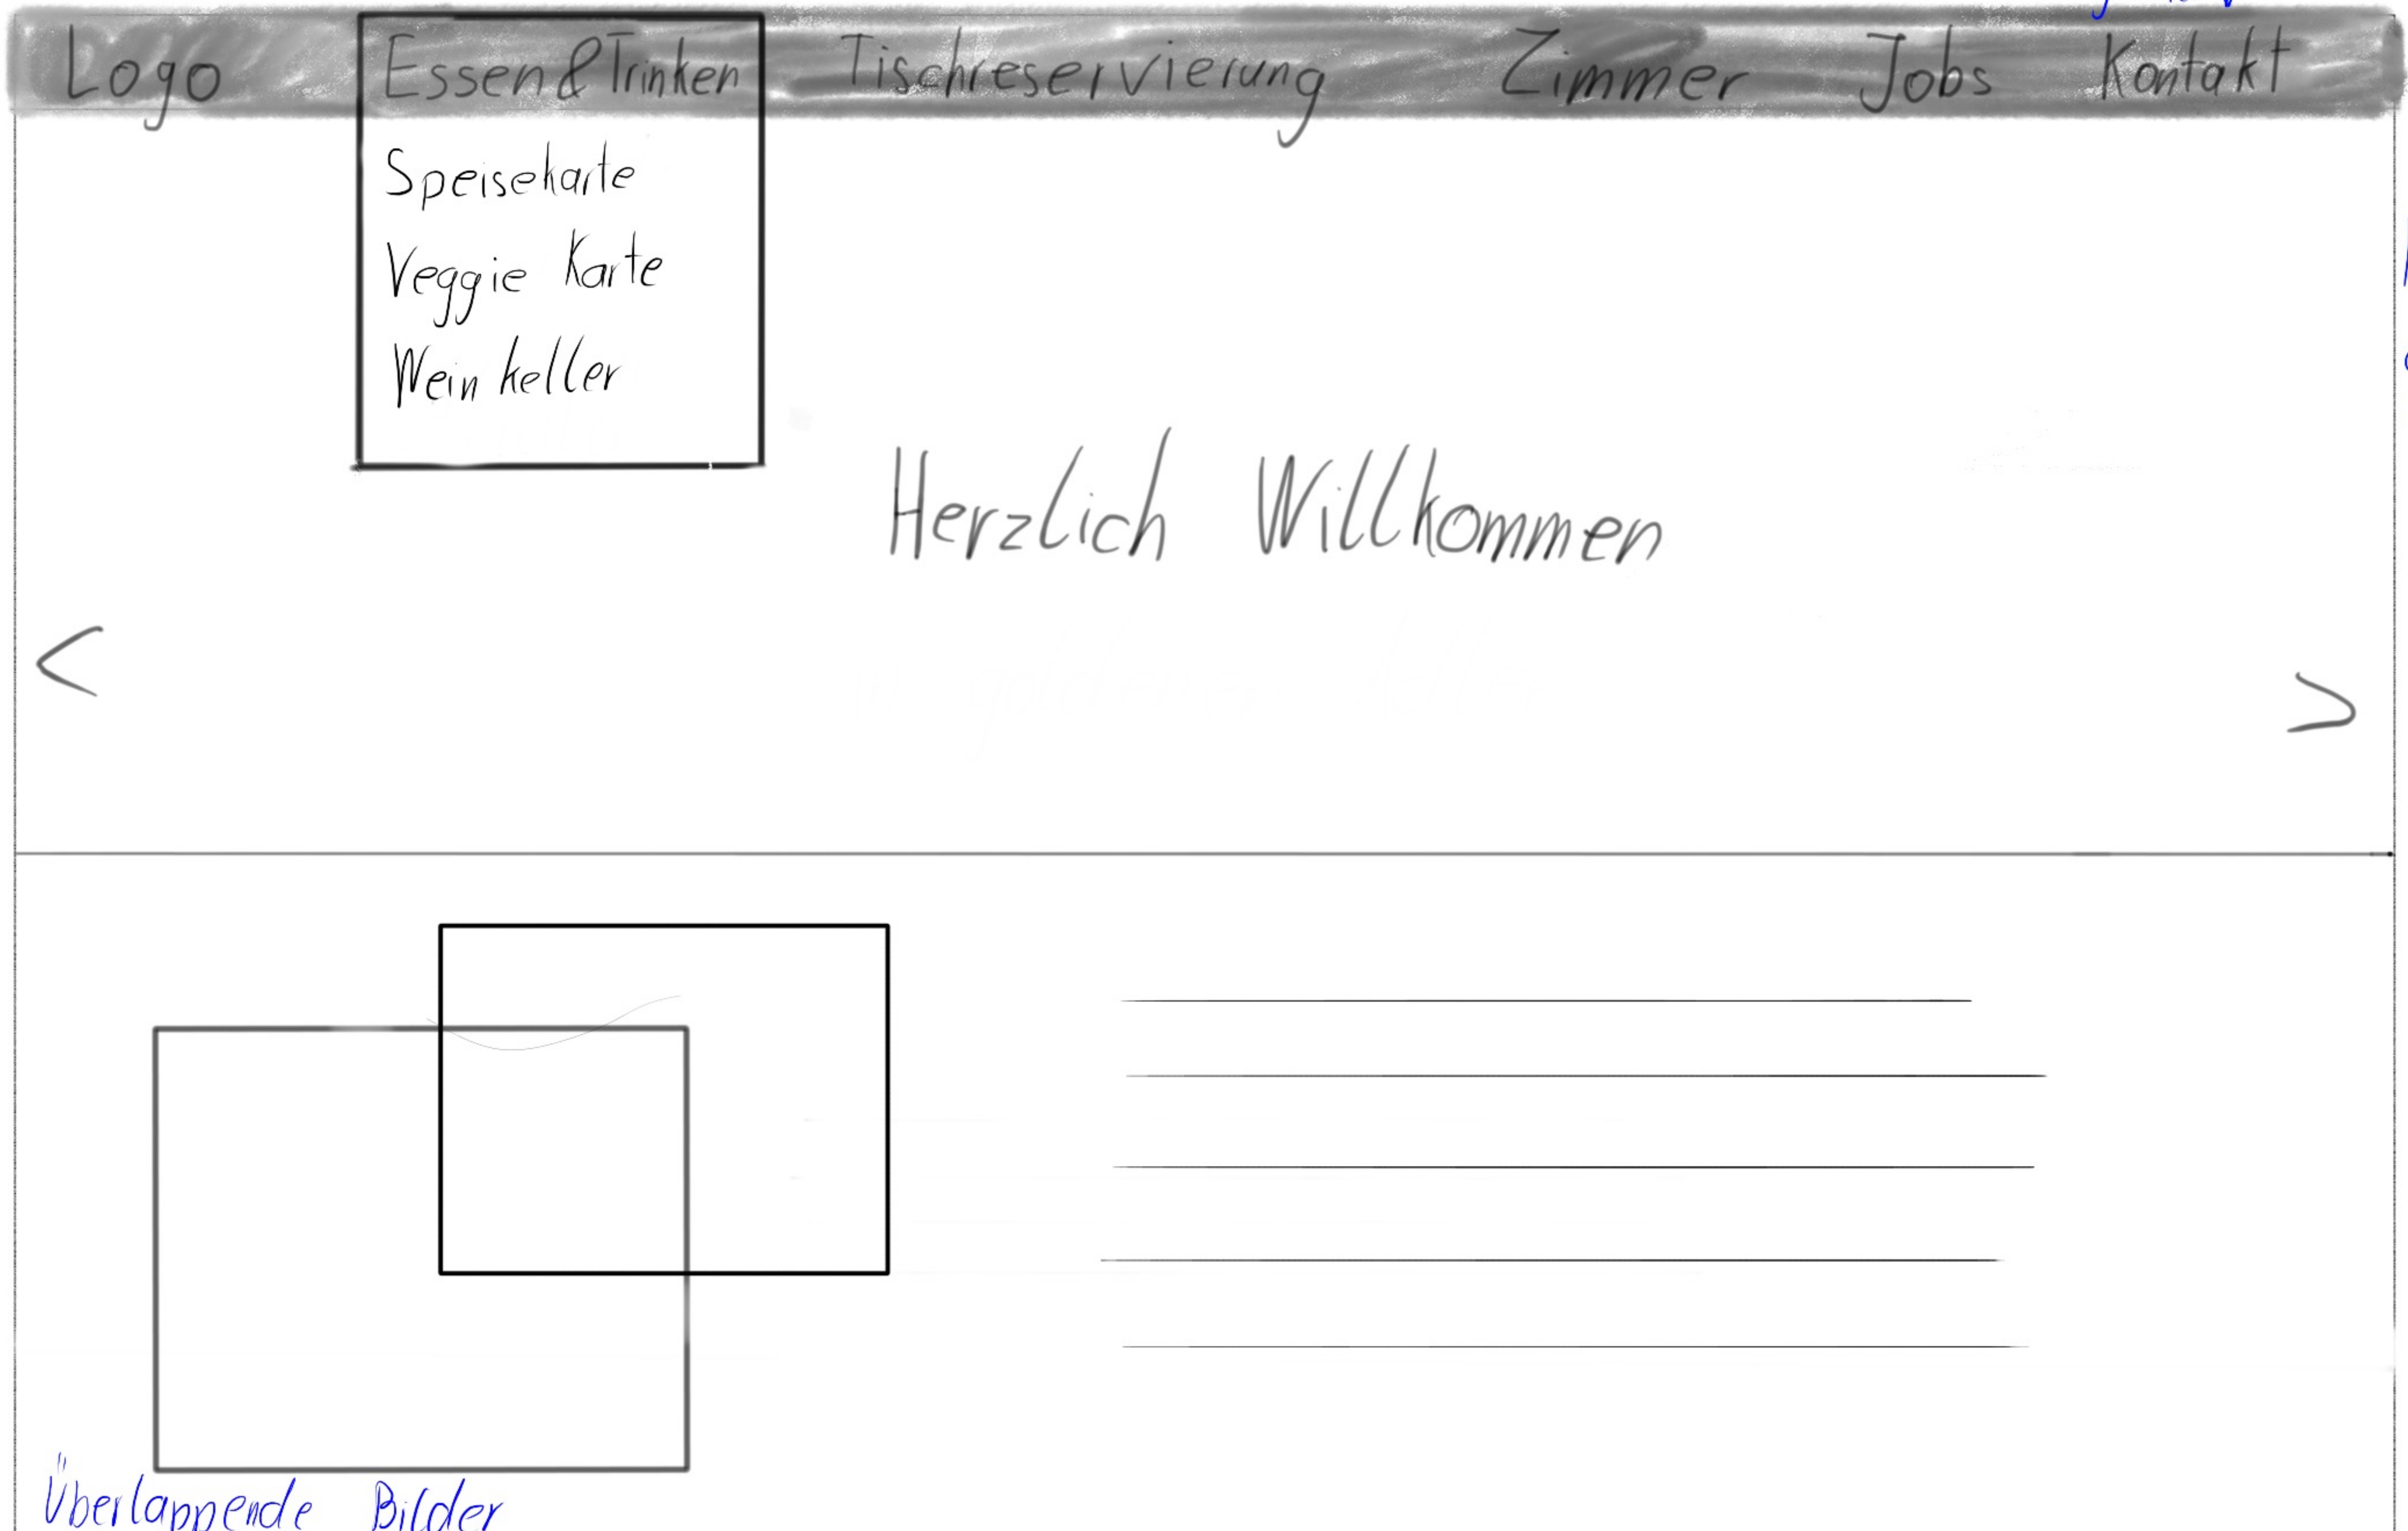 Logo Essen&Trinken Tischreservierung Zimmer Jobs Kontakt
Speisekarte
Veggie Karte
Weinkeller
Herzlich Willkommen
<
>
Überlappende Bilder